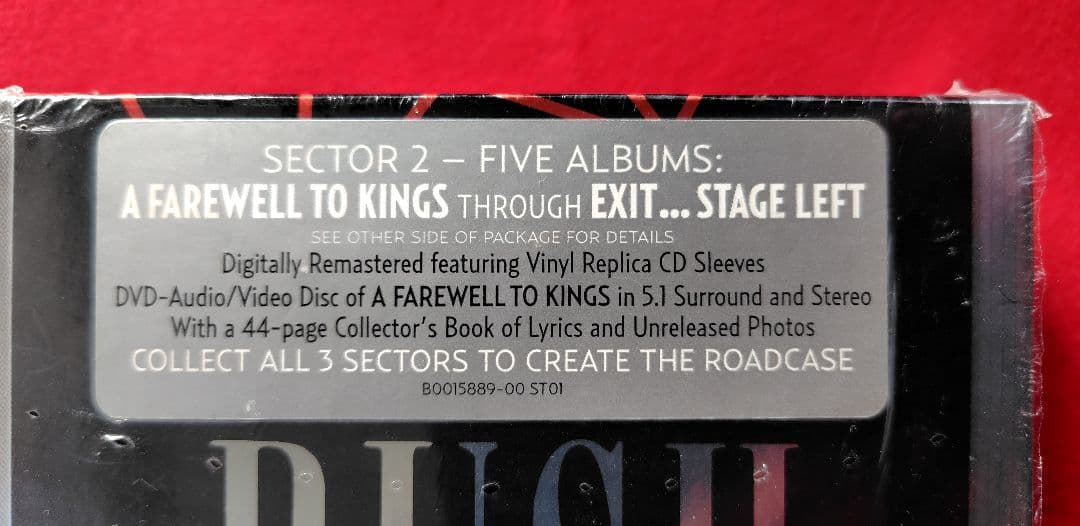 SECTOR 2 – FIVE ALBUMS:
A FAREWELL TO KINGS THROUGH EXIT... STAGE LEFT
SEE OTHER SIDE OF PACKAGE FOR DETAILS
Digitally Remastered featuring Vinyl Replica CD Sleeves
DVD-Audio/Video Disc of A FAREWELL TO KINGS in 5.1 Surround and Stereo
With a 44-page Collector's Book of Lyrics and Unreleased Photos
COLLECT ALL 3 SECTORS TO CREATE THE ROADCASE
B0015889-00 ST01
RUSH